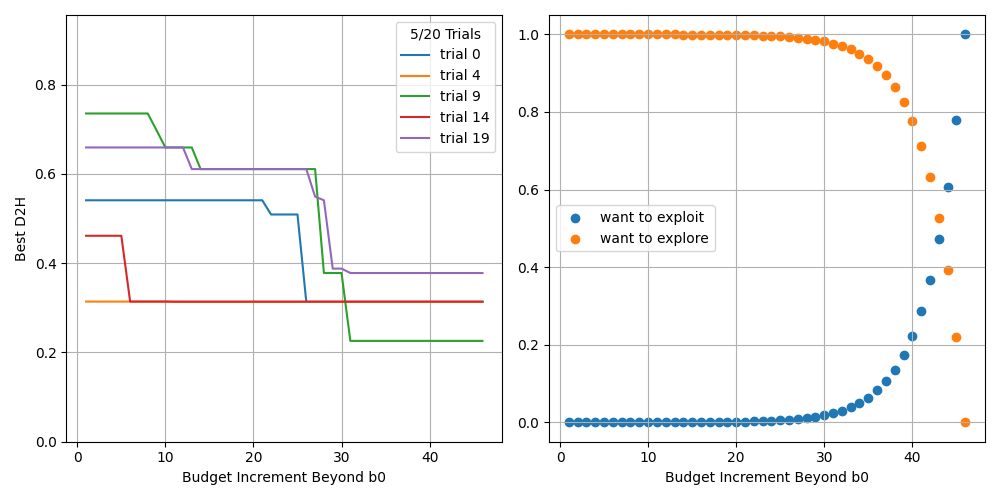 5/20 Trials
trial 0
trial 4
trial 9
trial 14
trial 19
Best D2H
0.8
0.6
0.4
0.2
0.0
0 10 20 30 40
Budget Increment Beyond b0
1.0
0.8
0.6
0.4
0.2
0.0
want to exploit
want to explore
0 10 20 30 40
Budget Increment Beyond b0